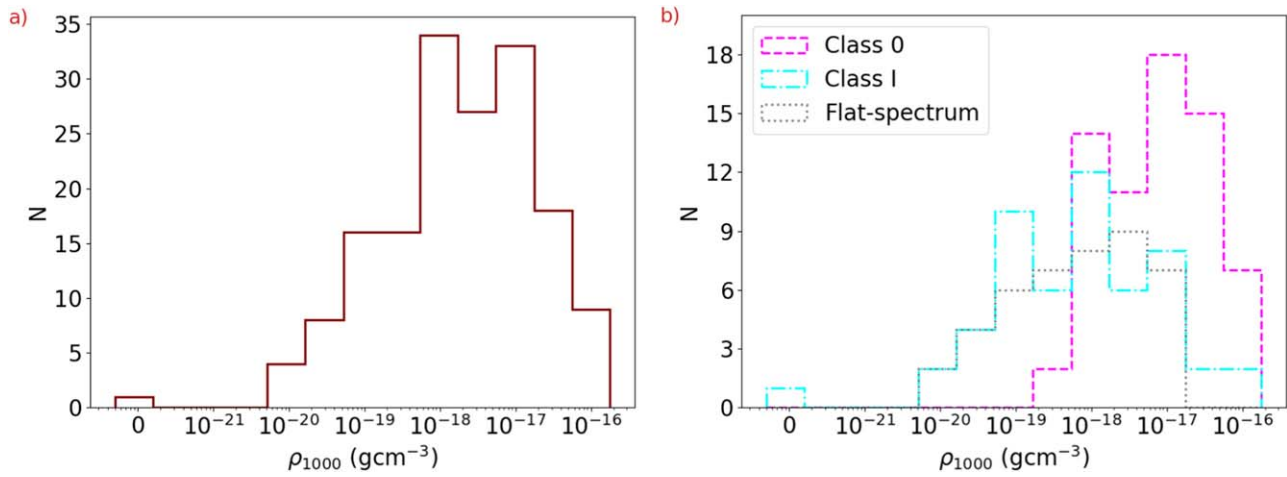 a)
35
30
25
20
15
10
5
0
N
0 10⁻²¹ 10⁻²⁰ 10⁻¹⁹ 10⁻¹⁸ 10⁻¹⁷ 10⁻¹⁶
ρ₁₀₀₀ (gcm⁻³)
b)
Class 0
Class I
Flat-spectrum
18
15
12
9
6
3
0
N
0 10⁻²¹ 10⁻²⁰ 10⁻¹⁹ 10⁻¹⁸ 10⁻¹⁷ 10⁻¹⁶
ρ₁₀₀₀ (gcm⁻³)